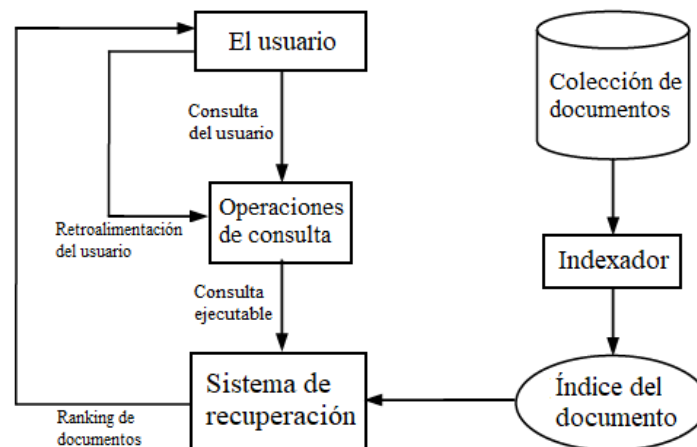 El usuario
Colección de
documentos
Consulta
del usuario
Operaciones
de consulta
Retroalimentación
del usuario
Indexador
Consulta
ejecutable
Sistema de
recuperación
Índice del
documento
Ranking de
documentos